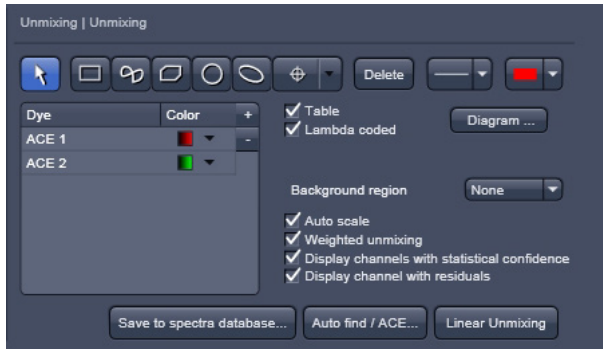 Unmixing | Unmixing
Delete
Dye Color +
ACE 1 -
ACE 2
Table
Lambda coded
Diagram ...
Background region None
Auto scale
Weighted unmixing
Display channels with statistical confidence
Display channel with residuals
Save to spectra database... Auto find / ACE... Linear Unmixing